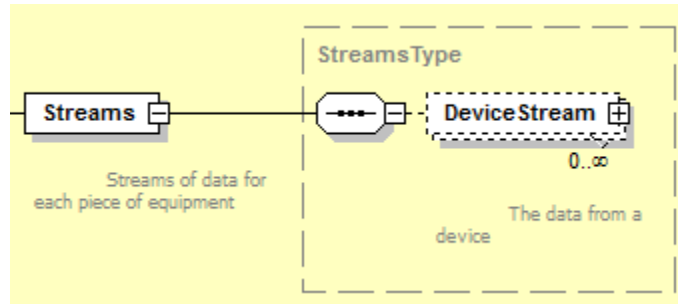 StreamsType
Streams
DeviceStream
0..∞
Streams of data for
each piece of equipment
The data from a
device